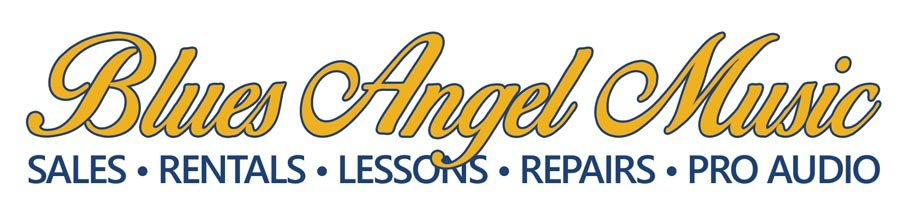 Blues Angel Music
SALES • RENTALS • LESSONS • REPAIRS • PRO AUDIO